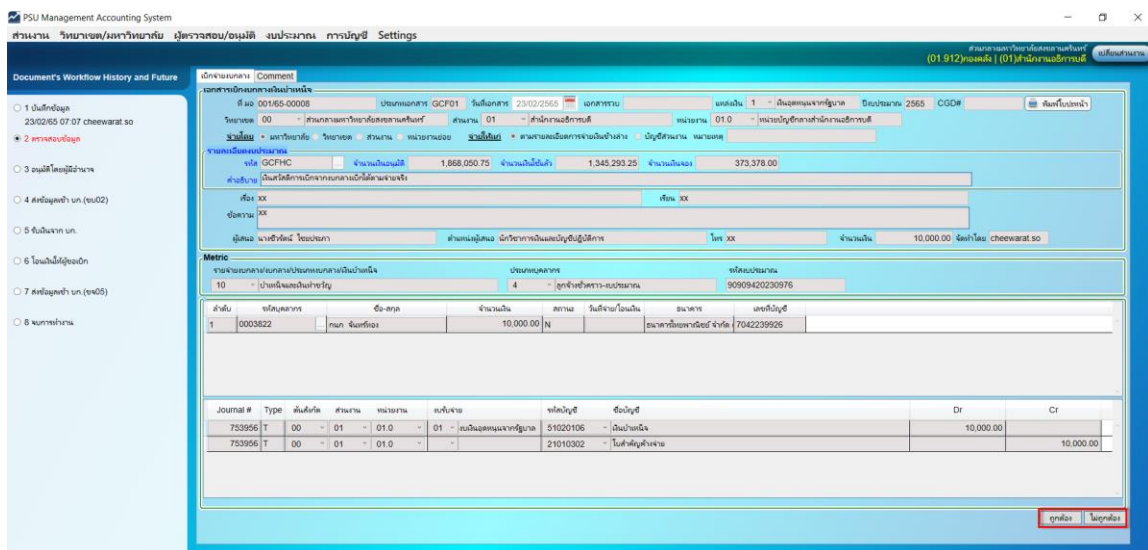 PSU Management Accounting System
ส่วนงาน วิทยาเขต/มหาวิทยาลัย ผู้ตรวจสอบ/อนุมัติ งบประมาณ การบัญชี Settings
ส่วนกลางมหาวิทยาลัยสงขลานครินทร์
(01.912)กองคลัง | (01)สำนักงานอธิการบดี
เปลี่ยนส่วนงาน
Document's Workflow History and Future
1 บันทึกข้อมูล
23/02/65 07:07 cheewarat.so
2 ตรวจสอบข้อมูล
3 อนุมัติโดยผู้มีอำนาจ
4 ส่งข้อมูลเข้า บก.(ขบ02)
5 รับเงินจาก บก.
6 โอนเงินให้ผู้ขอเบิก
7 ส่งข้อมูลเข้า บก.(ขจ05)
8 จบการทำงาน
เบิกจ่ายงบกลาง Comment
เอกสารเบิกงบกลางเงินบำเหน็จ
ที่ มอ 001/65-00008 ประเภทเอกสาร GCF01 วันที่เอกสาร 23/02/2565 เอกสารรวม แหล่งเงิน 1 เงินอุดหนุนจากรัฐบาล ปีงบประมาณ 2565 CGD# พิมพ์ใบปะหน้า
วิทยาเขต 00 ส่วนกลางมหาวิทยาลัยสงขลานครินทร์ ส่วนงาน 01 สำนักงานอธิการบดี หน่วยงาน 01.0 หน่วยบัญชีกลางสำนักงานอธิการบดี
จ่ายโดย มหาวิทยาลัย วิทยาเขต ส่วนงาน หน่วยงานย่อย จ่ายให้แก่ ตามรายละเอียดการจ่ายเงินข้างล่าง บัญชีส่วนงาน หมายเหตุ
รายละเอียดงบประมาณ
รหัส GCFHC ... จำนวนเงินอนุมัติ 1,868,050.75 จำนวนเงินใช้แล้ว 1,345,293.25 จำนวนเงินจอง 373,378.00
คำอธิบาย เงินสวัสดิการเบิกจากงบกลางเบิกได้ตามจ่ายจริง
เรื่อง xx เรียน xx
ข้อความ xx
ผู้เสนอ นางชีวรัตน์ ไชยประภา ตำแหน่งผู้เสนอ นักวิชาการเงินและบัญชีปฏิบัติการ โทร xx จำนวนเงิน 10,000.00 จัดทำโดย cheewarat.so
Metric
รายจ่ายงบกลาง/งบกลาง/ประเภทงบกลาง/เงินบำเหน็จ ประเภทบุคลากร รหัสงบประมาณ
10 บำเหน็จและเงินทำขวัญ 4 ลูกจ้างชั่วคราว-งบประมาณ 90909420230976
ลำดับ รหัสบุคลากร ชื่อ-สกุล จำนวนเงิน สถานะ วันที่จ่าย/โอนเงิน ธนาคาร เลขที่บัญชี
1 0003822 ... กนก จันทร์ทอง 10,000.00 N ธนาคารไทยพาณิชย์ จำกัด ( 7042239926
Journal # Type ต้นสังกัด ส่วนงาน หน่วยงาน งบรับจ่าย รหัสบัญชี ชื่อบัญชี Dr Cr
753956 T 00 01 01.0 01 งบเงินอุดหนุนจากรัฐบาล 51020106 เงินบำเหน็จ 10,000.00
753956 T 00 01 01.0 21010302 ใบสำคัญค้างจ่าย 10,000.00
ถูกต้อง ไม่ถูกต้อง